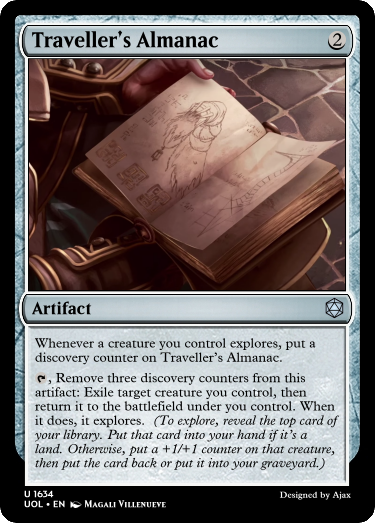 Traveller's Almanac
2
Artifact
Whenever a creature you control explores, put a
discovery counter on Traveller's Almanac.
, Remove three discovery counters from this
artifact: Exile target creature you control, then
return it to the battlefield under you control. When
it does, it explores. (To explore, reveal the top card of
your library. Put that card into your hand if it's a
land. Otherwise, put a +1/+1 counter on that creature,
then put the card back or put it into your graveyard.)
U 1634
UOL • EN Magali Villeneuve
Designed by Ajax